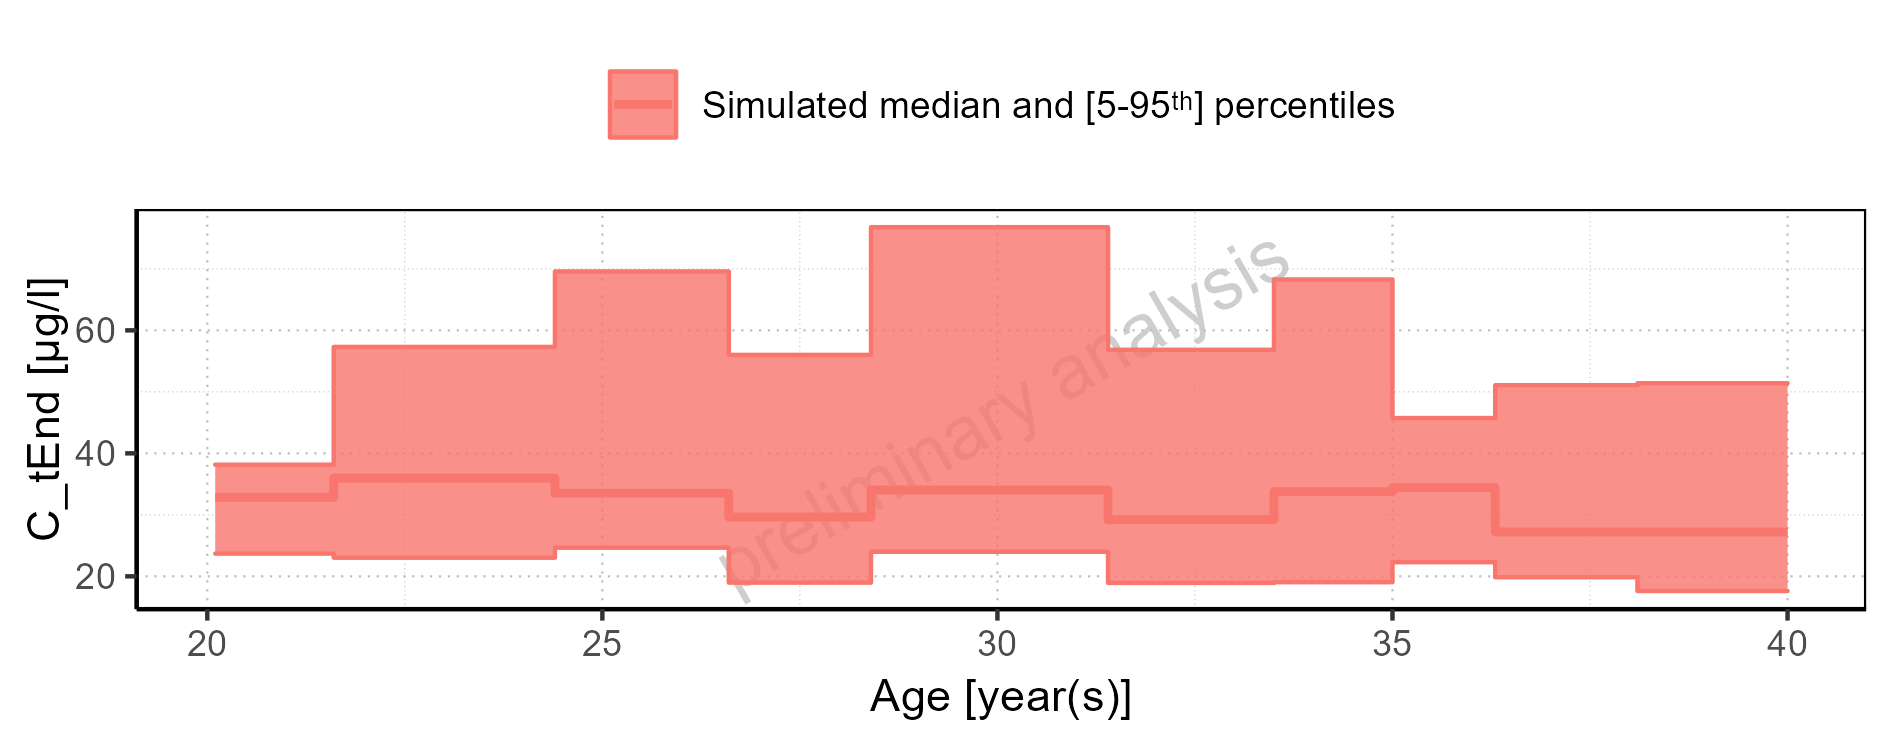 Simulated median and [5-95th] percentiles
C_tEnd [µg/l]
60
40
20
preliminary analysis
20 25 30 35 40
Age [year(s)]